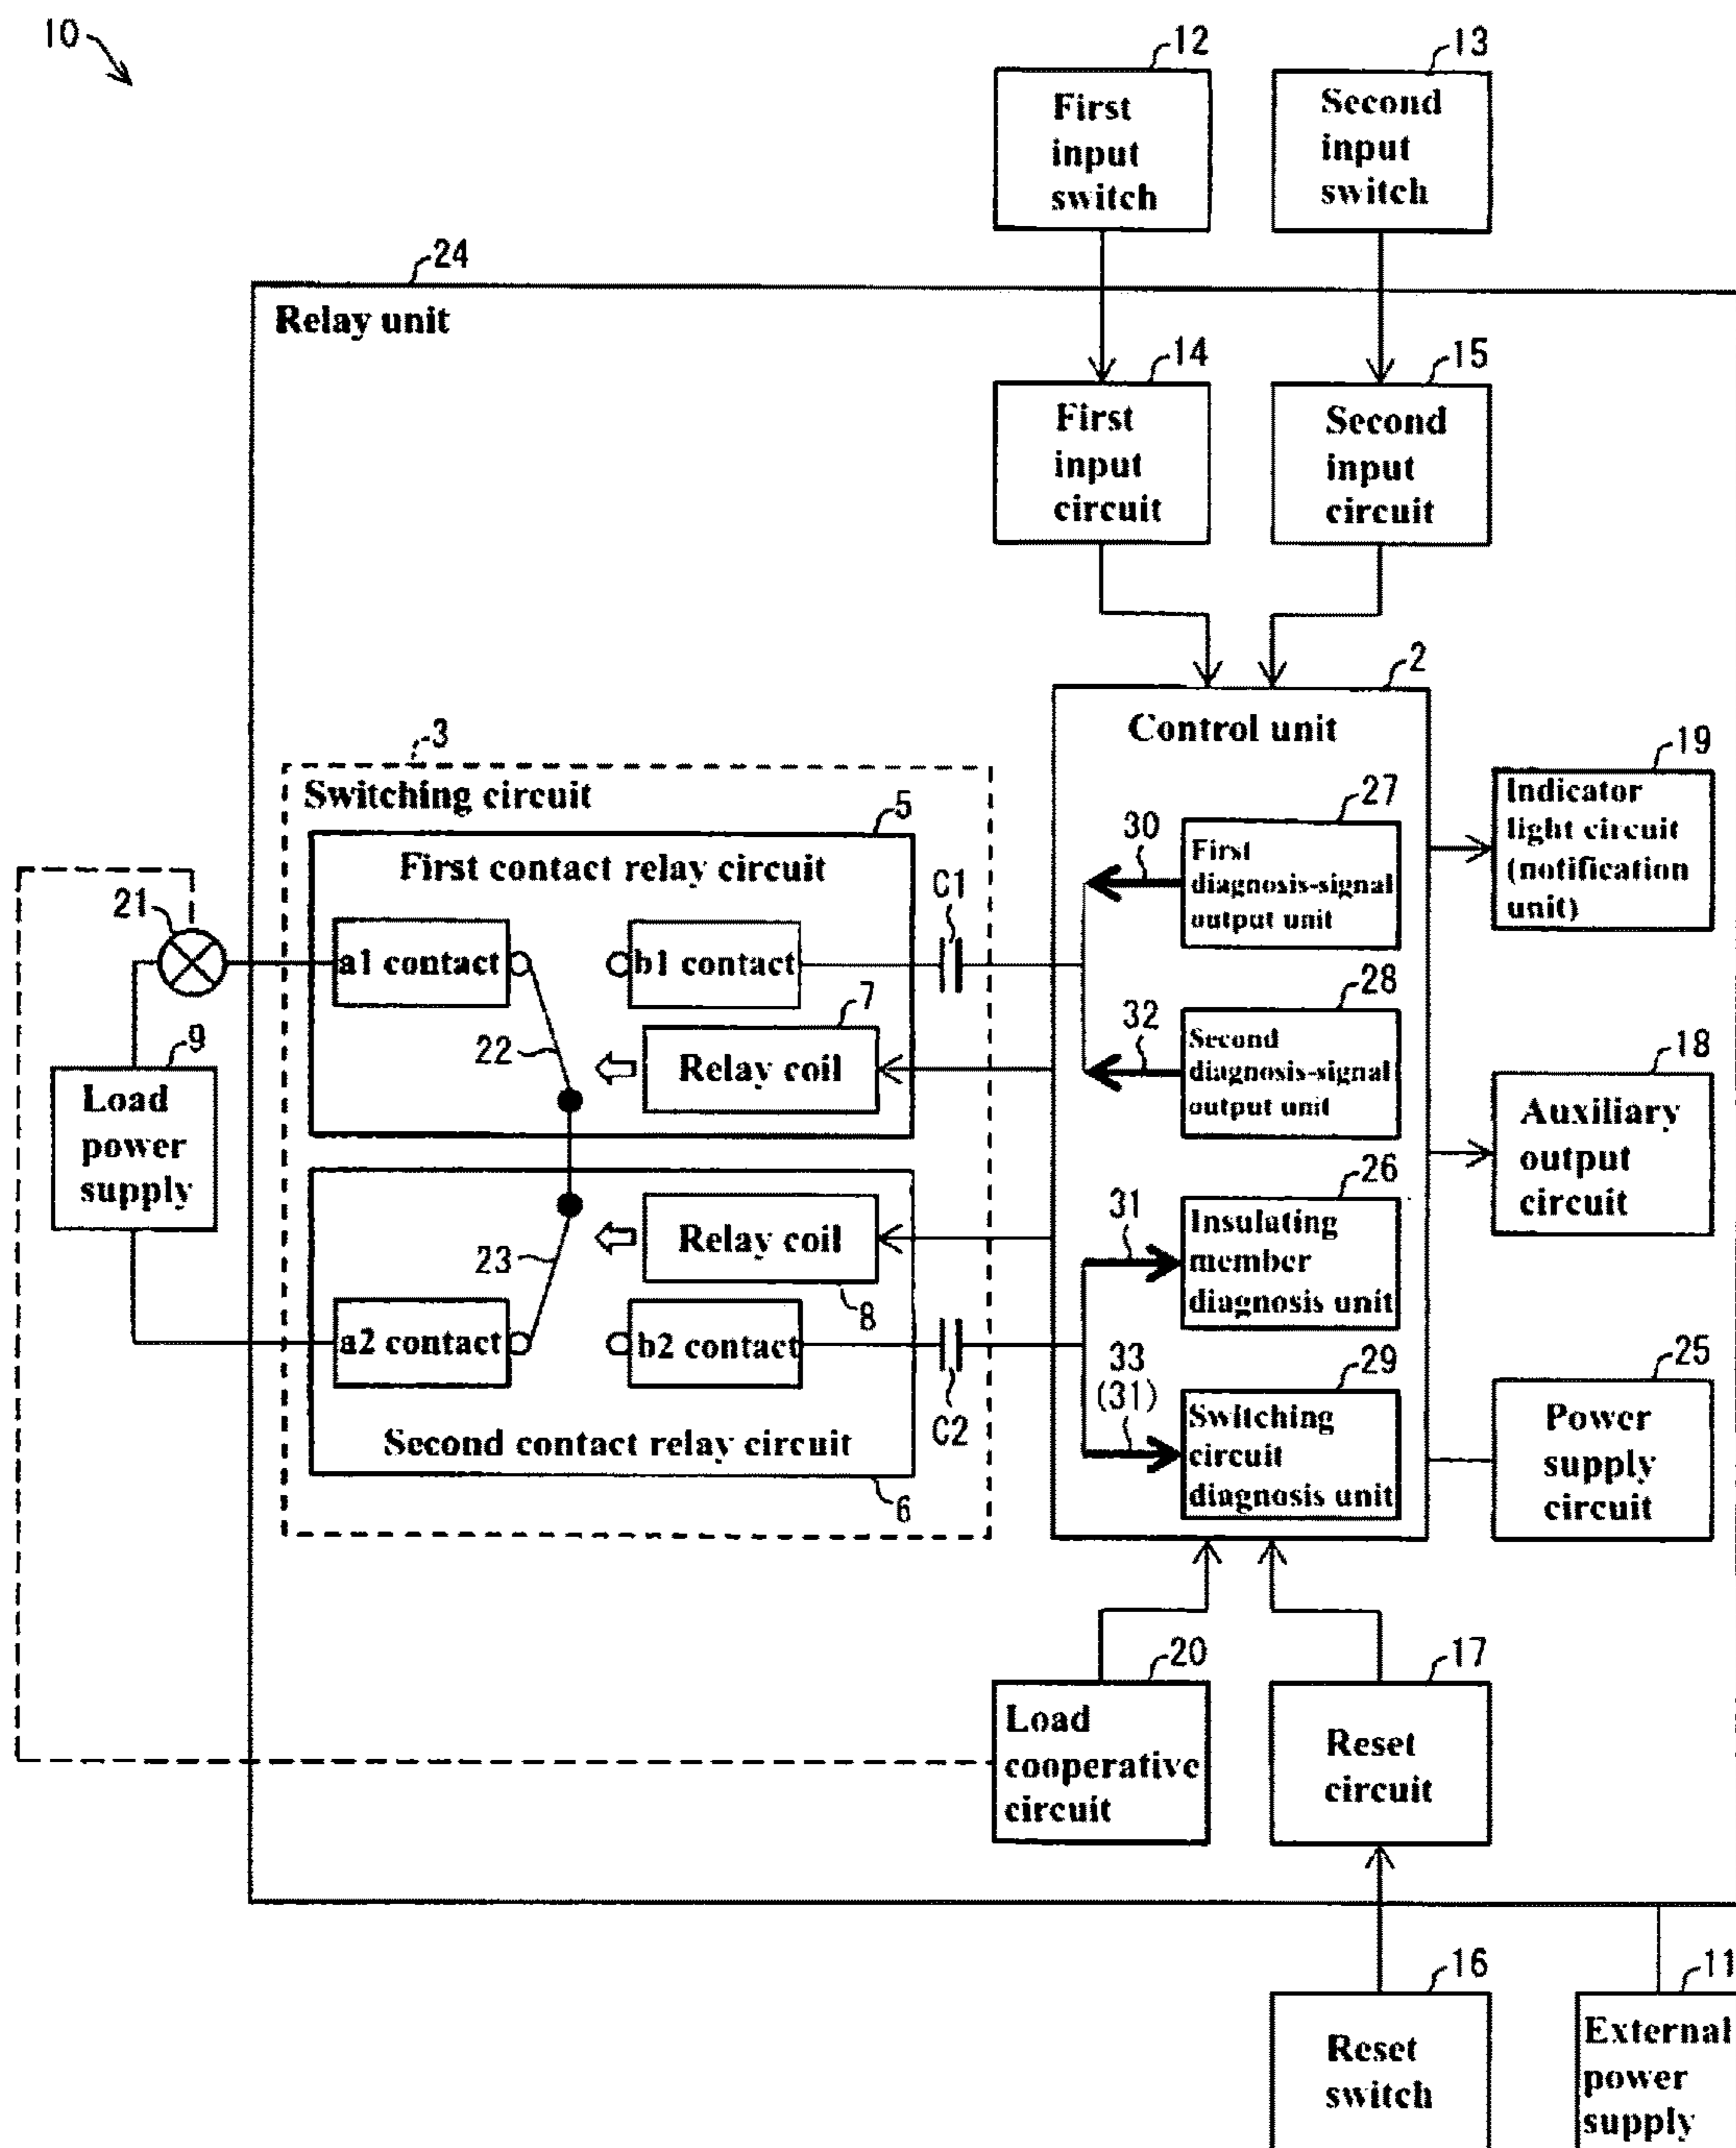 10
12
First
input
switch
13
Second
input
switch
24
Relay unit
14
First
input
circuit
15
Second
input
circuit
2
Control unit
3
Switching circuit
5
First contact relay circuit
a1 contact
b1 contact
C1
22
7
Relay coil
23
Relay coil
8
a2 contact
b2 contact
C2
Second contact relay circuit
6
21
9
Load
power
supply
27
30
First
diagnosis-signal
output unit
28
32
Second
diagnosis-signal
output unit
26
31
Insulating
member
diagnosis unit
29
33
(31)
Switching
circuit
diagnosis unit
19
Indicator
light circuit
(notification
unit)
18
Auxiliary
output
circuit
25
Power
supply
circuit
20
Load
cooperative
circuit
17
Reset
circuit
16
Reset
switch
11
External
power
supply